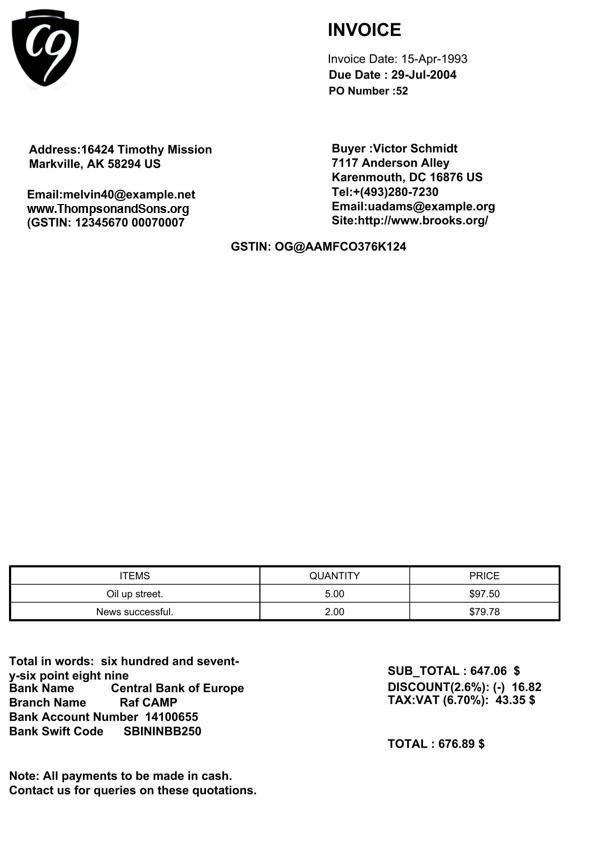 C9
INVOICE
Invoice Date: 15-Apr-1993
Due Date : 29-Jul-2004
PO Number :52
Address:16424 Timothy Mission
Markville, AK 58294 US
Email:melvin40@example.net
www.ThompsonandSons.org
(GSTIN: 12345670 00070007
Buyer :Victor Schmidt
7117 Anderson Alley
Karenmouth, DC 16876 US
Tel:+(493)280-7230
Email:uadams@example.org
Site:http://www.brooks.org/
GSTIN: OG@AAMFCO376K124
ITEMS QUANTITY PRICE
Oil up street. 5.00 $97.50
News successful. 2.00 $79.78
Total in words: six hundred and sevent-
y-six point eight nine
Bank Name Central Bank of Europe
Branch Name Raf CAMP
Bank Account Number 14100655
Bank Swift Code SBININBB250
SUB_TOTAL : 647.06 $
DISCOUNT(2.6%): (-) 16.82
TAX:VAT (6.70%): 43.35 $
TOTAL : 676.89 $
Note: All payments to be made in cash.
Contact us for queries on these quotations.